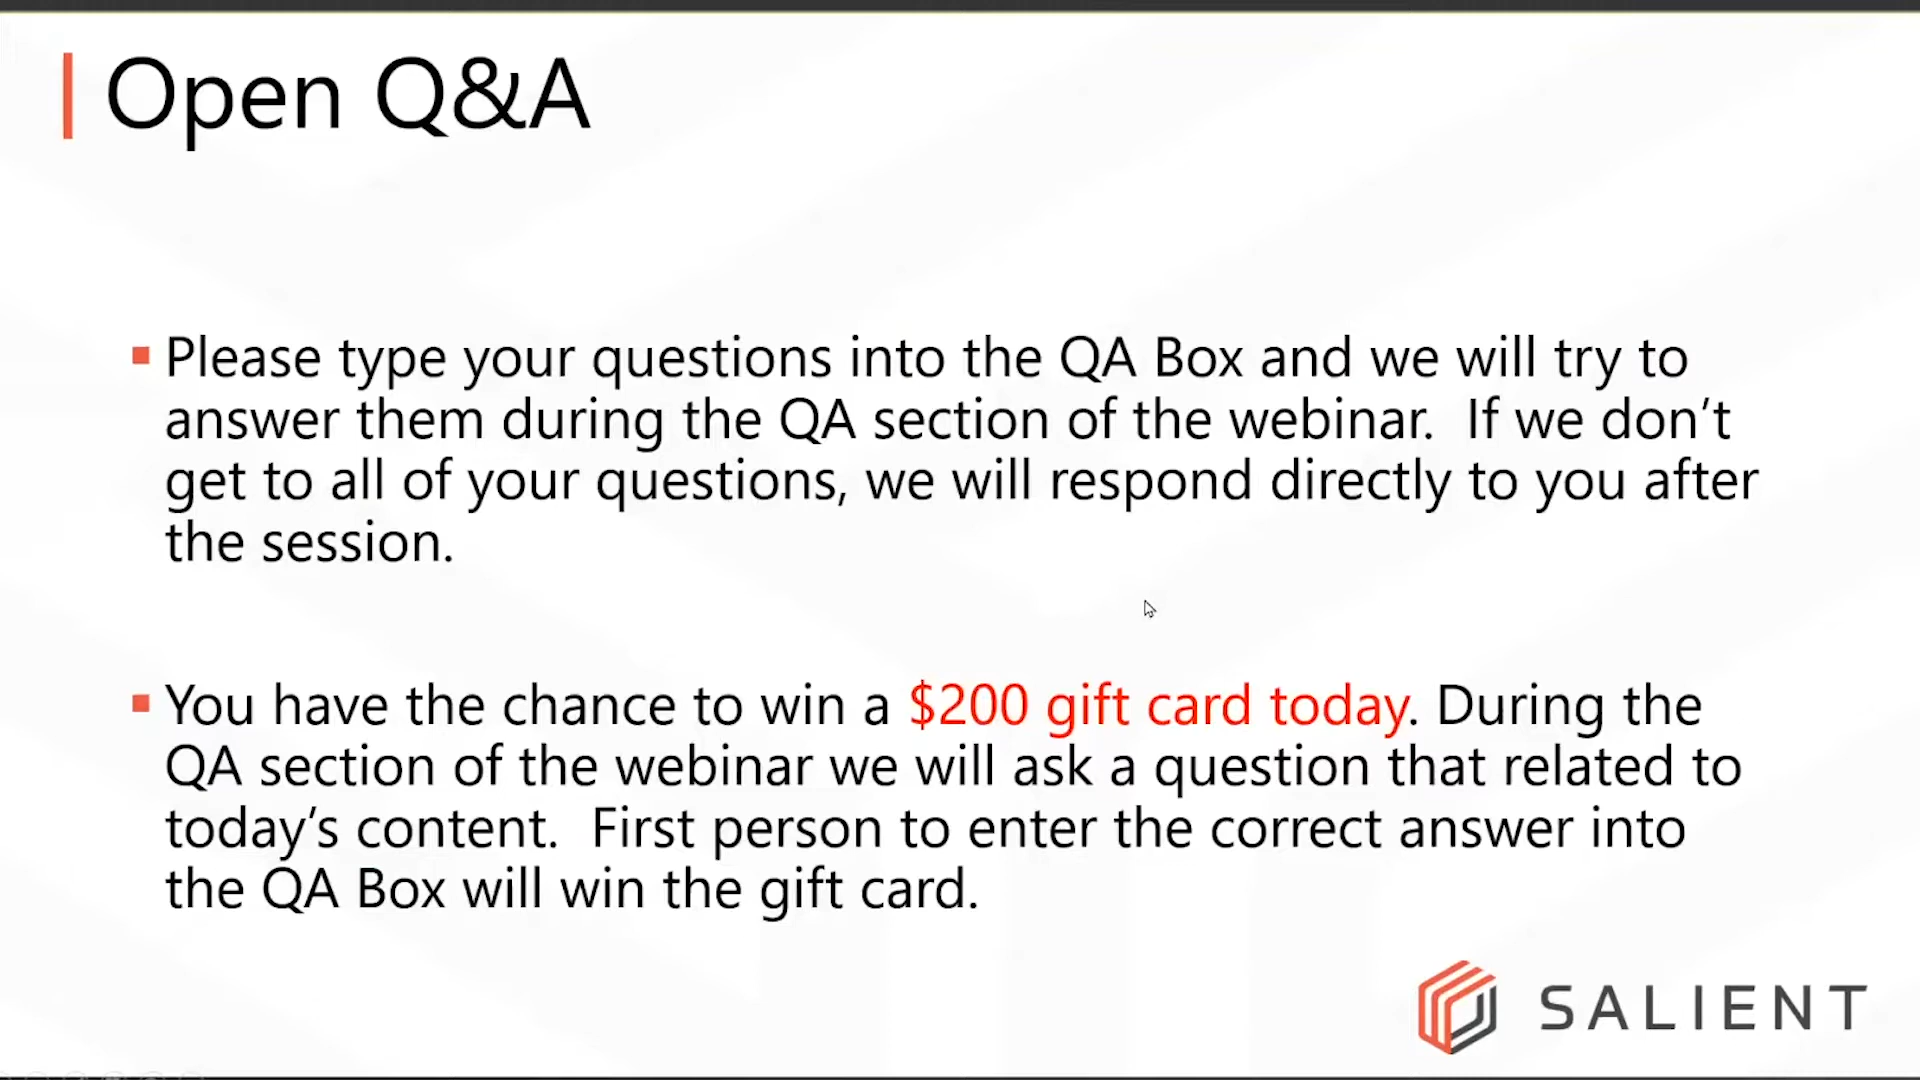 Open Q&A
Please type your questions into the QA Box and we will try to
answer them during the QA section of the webinar.  If we don’t
get to all of your questions, we will respond directly to you after
the session.
You have the chance to win a $200 gift card today. During the
QA section of the webinar we will ask a question that related to
today’s content.  First person to enter the correct answer into
the QA Box will win the gift card.
SALIENT